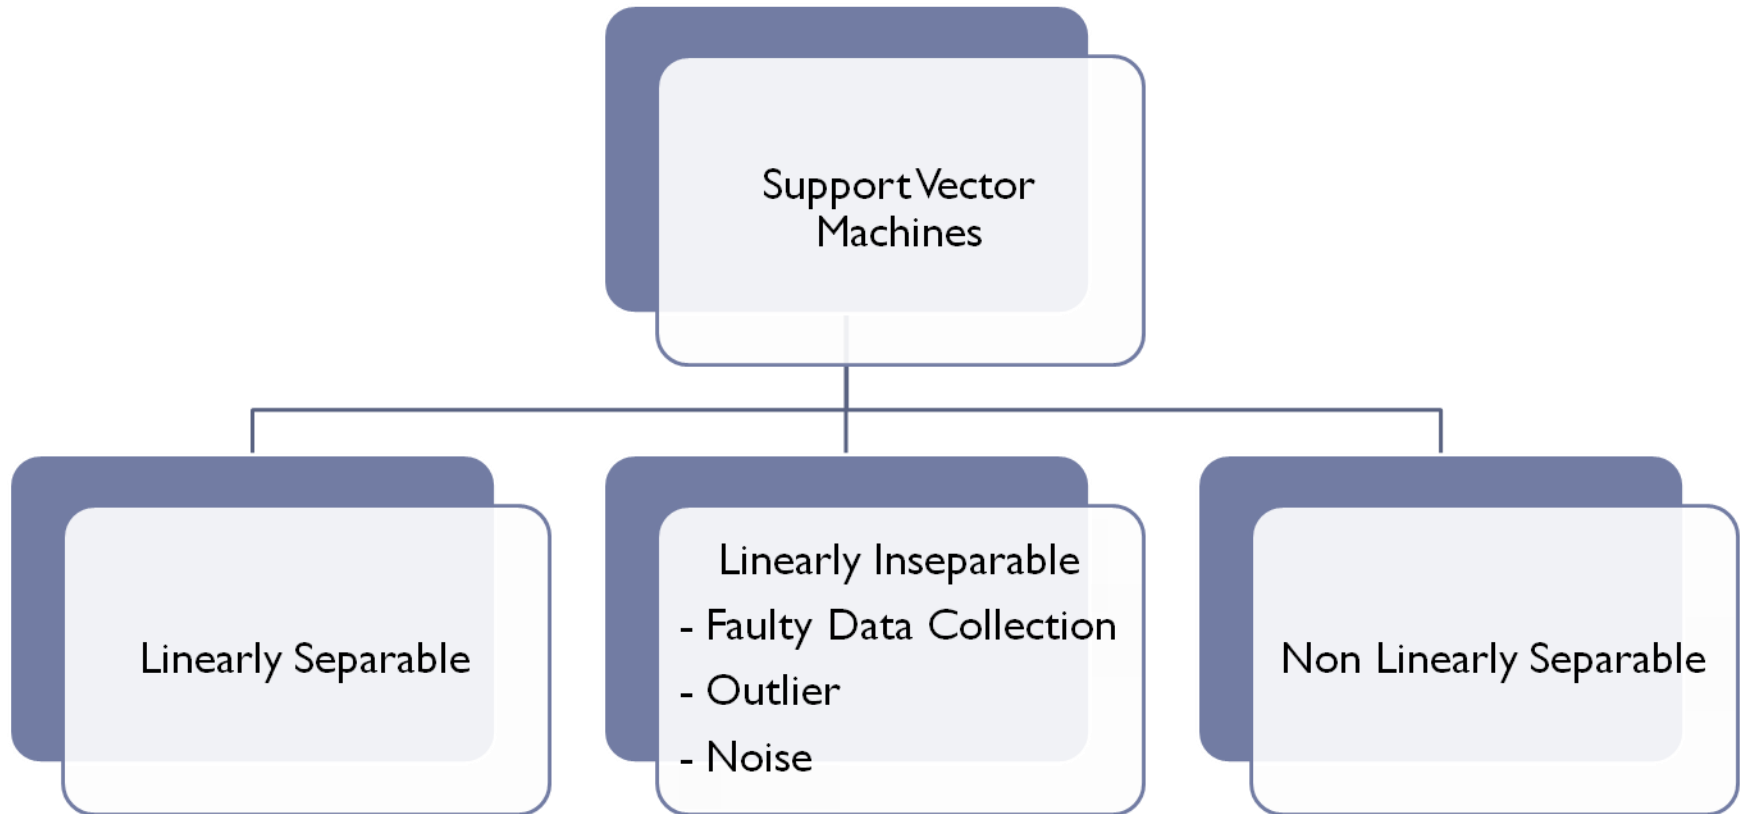 Support Vector
Machines
Linearly Separable
Linearly Inseparable
- Faulty Data Collection
- Outlier
- Noise
Non Linearly Separable